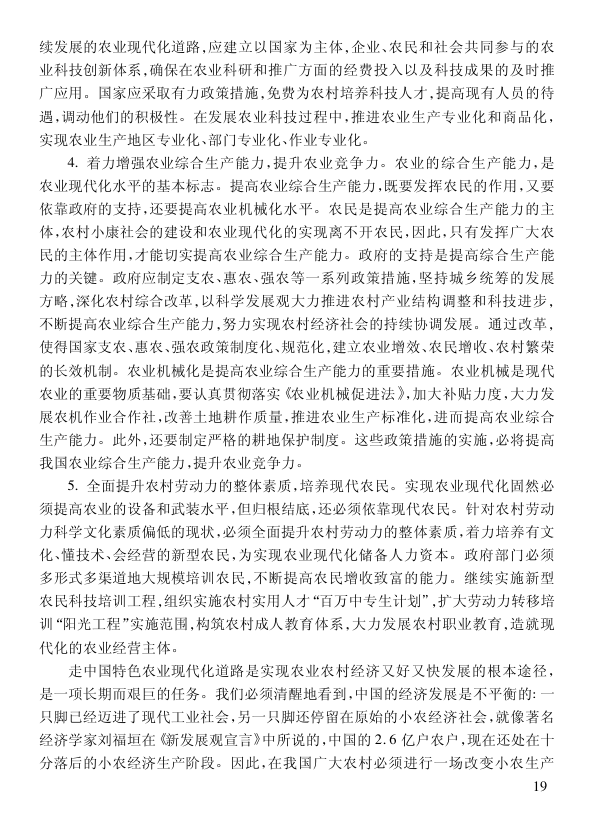 续发展的农业现代化道路,应建立以国家为主体,企业、农民和社会共同参与的农
业科技创新体系,确保在农业科研和推广方面的经费投入以及科技成果的及时推
广应用。国家应采取有力政策措施,免费为农村培养科技人才,提高现有人员的待
遇,调动他们的积极性。在发展农业科技过程中,推进农业生产专业化和商品化,
实现农业生产地区专业化、部门专业化、作业专业化。
4. 着力增强农业综合生产能力,提升农业竞争力。农业的综合生产能力,是
农业现代化水平的基本标志。提高农业综合生产能力,既要发挥农民的作用,又要
依靠政府的支持,还要提高农业机械化水平。农民是提高农业综合生产能力的主
体,农村小康社会的建设和农业现代化的实现离不开农民,因此,只有发挥广大农
民的主体作用,才能切实提高农业综合生产能力。政府的支持是提高综合生产能
力的关键。政府应制定支农、惠农、强农等一系列政策措施,坚持城乡统筹的发展
方略,深化农村综合改革,以科学发展观大力推进农村产业结构调整和科技进步,
不断提高农业综合生产能力,努力实现农村经济社会的持续协调发展。通过改革,
使得国家支农、惠农、强农政策制度化、规范化,建立农业增效、农民增收、农村繁荣
的长效机制。农业机械化是提高农业综合生产能力的重要措施。农业机械是现代
农业的重要物质基础,要认真贯彻落实《农业机械促进法》,加大补贴力度,大力发
展农机作业合作社,改善土地耕作质量,推进农业生产标准化,进而提高农业综合
生产能力。此外,还要制定严格的耕地保护制度。这些政策措施的实施,必将提高
我国农业综合生产能力,提升农业竞争力。
5. 全面提升农村劳动力的整体素质,培养现代农民。实现农业现代化固然必
须提高农业的设备和武装水平,但归根结底,还必须依靠现代农民。针对农村劳动
力科学文化素质偏低的现状,必须全面提升农村劳动力的整体素质,着力培养有文
化、懂技术、会经营的新型农民,为实现农业现代化储备人力资本。政府部门必须
多形式多渠道地大规模培训农民,不断提高农民增收致富的能力。继续实施新型
农民科技培训工程,组织实施农村实用人才“百万中专生计划”,扩大劳动力转移培
训“阳光工程”实施范围,构筑农村成人教育体系,大力发展农村职业教育,造就现
代化的农业经营主体。
走中国特色农业现代化道路是实现农业农村经济又好又快发展的根本途径,
是一项长期而艰巨的任务。我们必须清醒地看到,中国的经济发展是不平衡的: 一
只脚已经迈进了现代工业社会,另一只脚还停留在原始的小农经济社会,就像著名
经济学家刘福垣在《新发展观宣言》中所说的,中国的 2.6 亿户农户,现在还处在十
分落后的小农经济生产阶段。因此,在我国广大农村必须进行一场改变小农生产
19